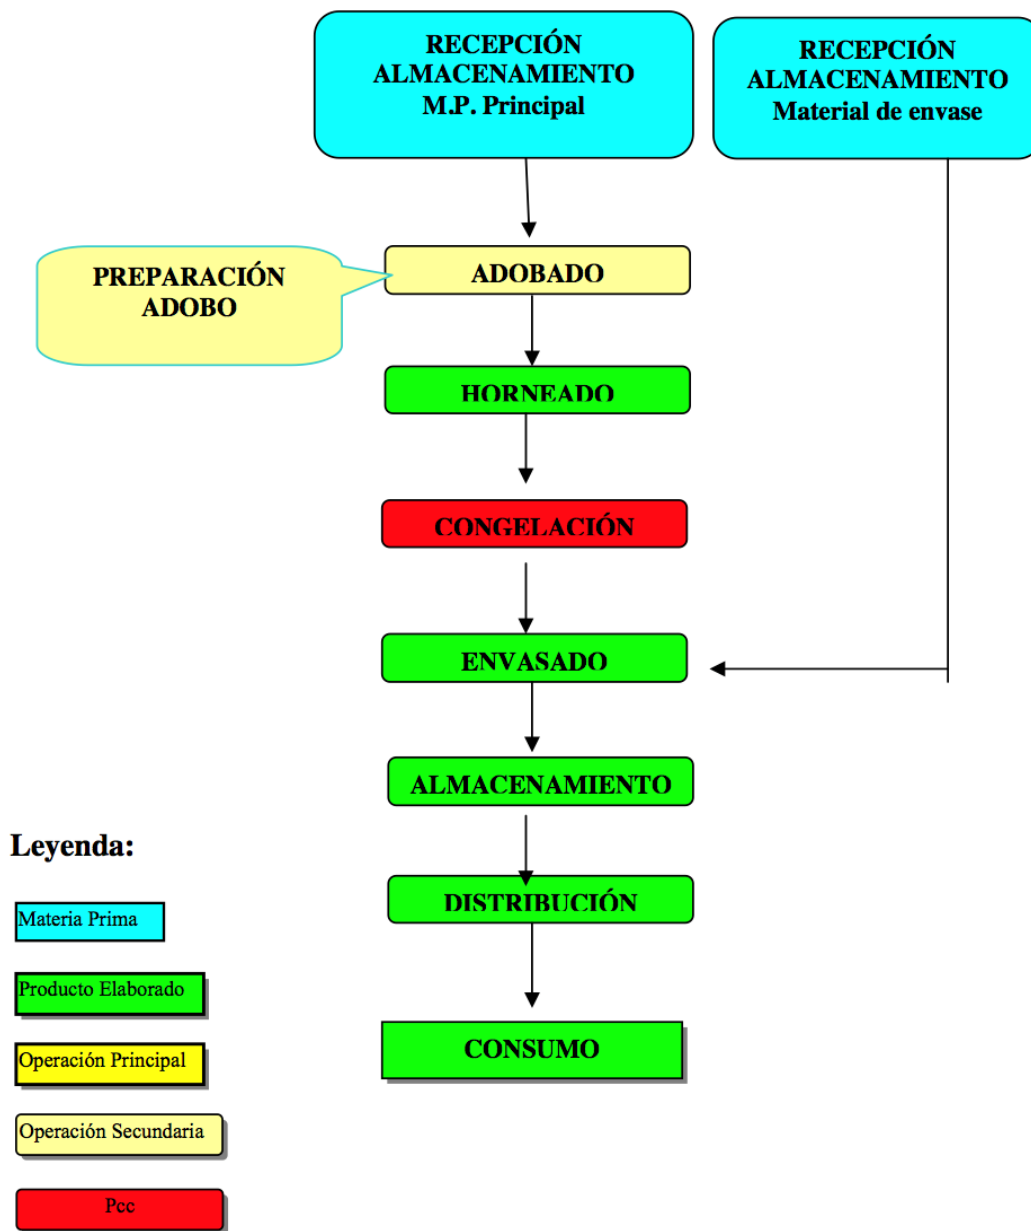 RECEPCIÓN
ALMACENAMIENTO
M.P. Principal
RECEPCIÓN
ALMACENAMIENTO
Material de envase
PREPARACIÓN
ADOBO
ADOBADO
HORNEADO
CONGELACIÓN
ENVASADO
ALMACENAMIENTO
DISTRIBUCIÓN
CONSUMO
Leyenda:
Materia Prima
Producto Elaborado
Operación Principal
Operación Secundaria
Pcc